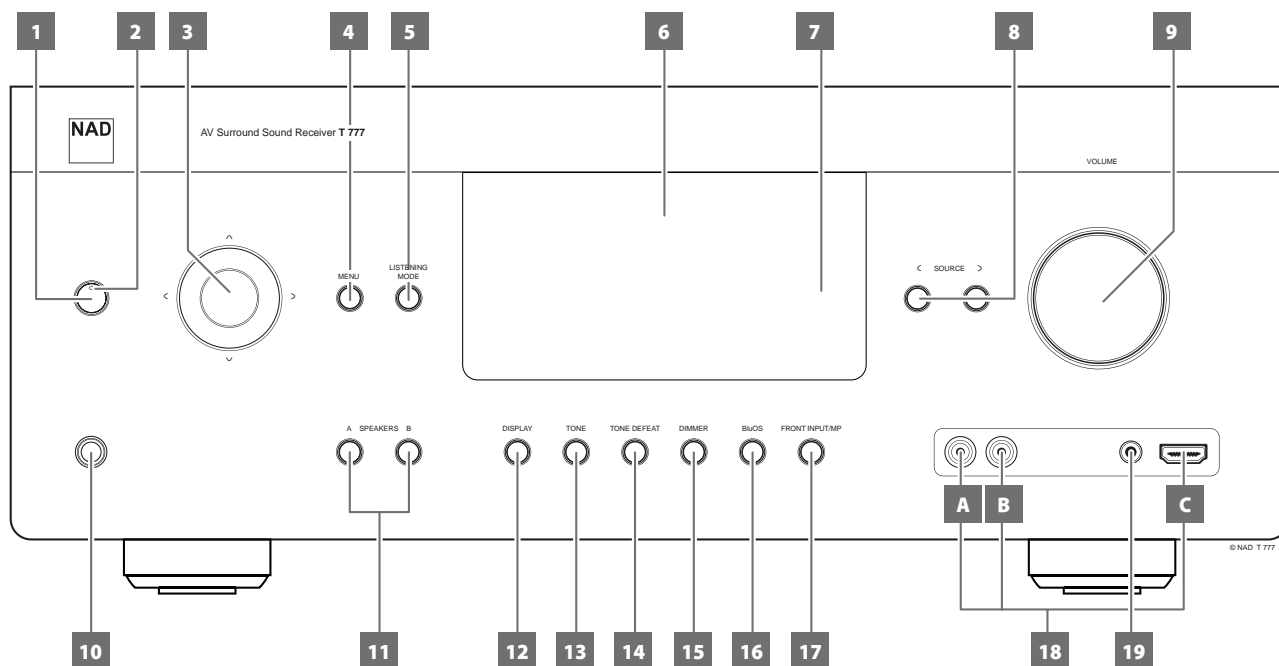 1 2 3 4 5 6 7 8 9
NAD
AV Surround Sound Receiver T 777
VOLUME
MENU
LISTENING
MODE
< SOURCE >
A SPEAKERS B
DISPLAY
TONE
TONE DEFEAT
DIMMER
BluOS
FRONT INPUT/MP
A B C
© NAD T 777
10 11 12 13 14 15 16 17 18 19